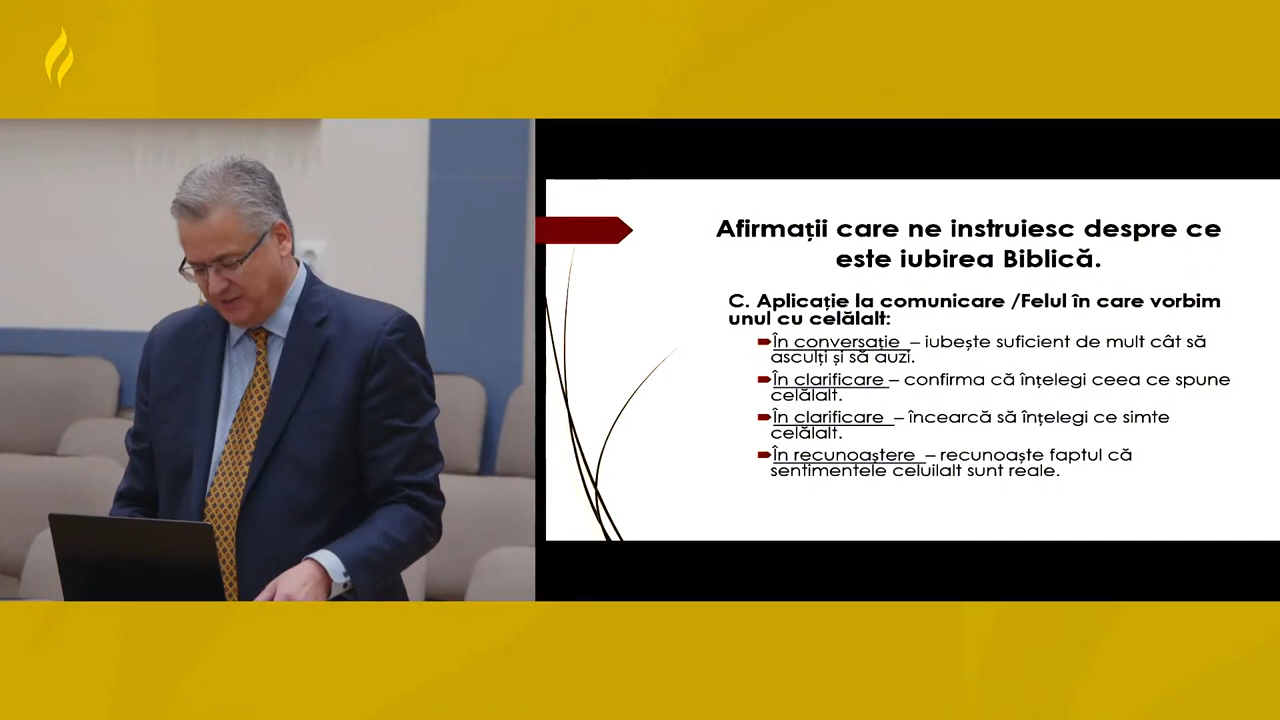 Afirmații care ne instruiesc despre ce
este iubirea Biblică.
C. Aplicație la comunicare /Felul în care vorbim
unul cu celălalt:
În conversație – iubește suficient de mult cât să
asculți și să auzi.
În clarificare – confirma că înțelegi ceea ce spune
celălalt.
În clarificare – încearcă să înțelegi ce simte
celălalt.
În recunoaștere – recunoaște faptul că
sentimentele celuilalt sunt reale.